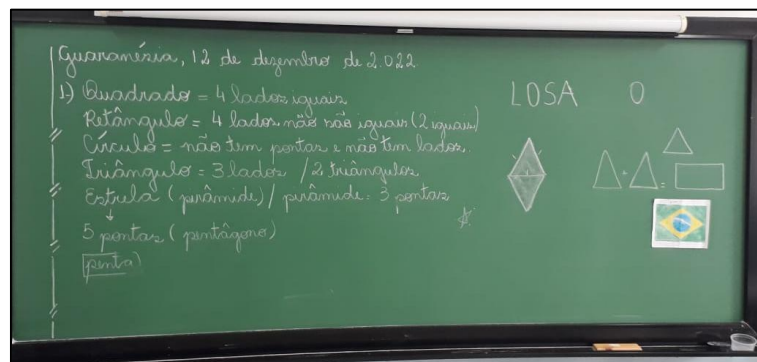 Guaranésia, 12 de dezembro de 2.022
1.) Quadrado = 4 lados iguais
Retângulo = 4 lados não são iguais (2 iguais)
Círculo = não tem pontas e não tem lados.
Triângulo = 3 lados / 2 triângulos
Estrela (pirâmide) / pirâmide = 3 pontas
5 pontas (pentágono)
penta)
LOSA O
+ =